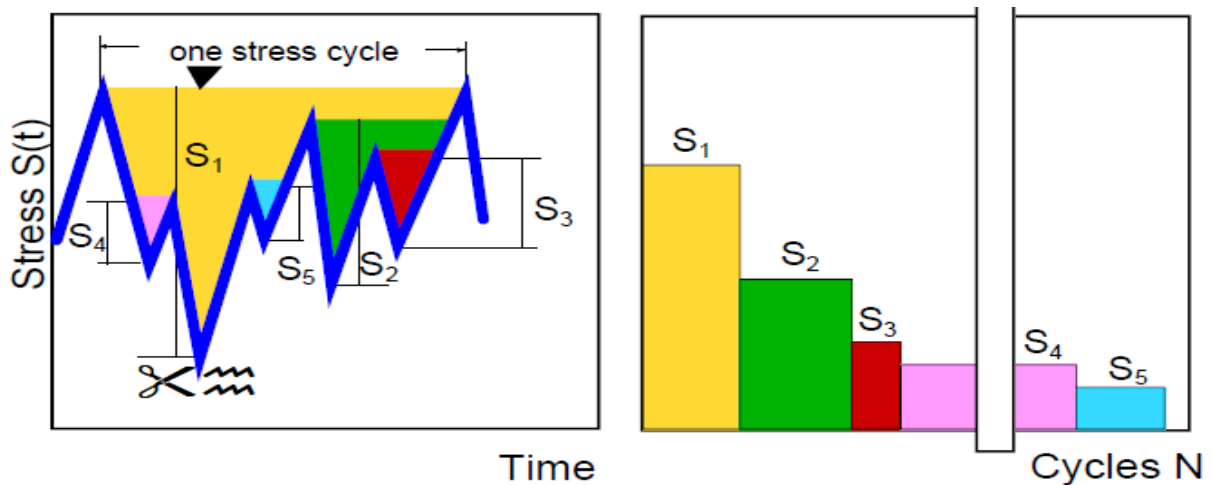 one stress cycle
Stress S(t)
S₁
S₄
S₅
S₂
S₃
Time
S₁
S₂
S₃
S₄
S₅
Cycles N